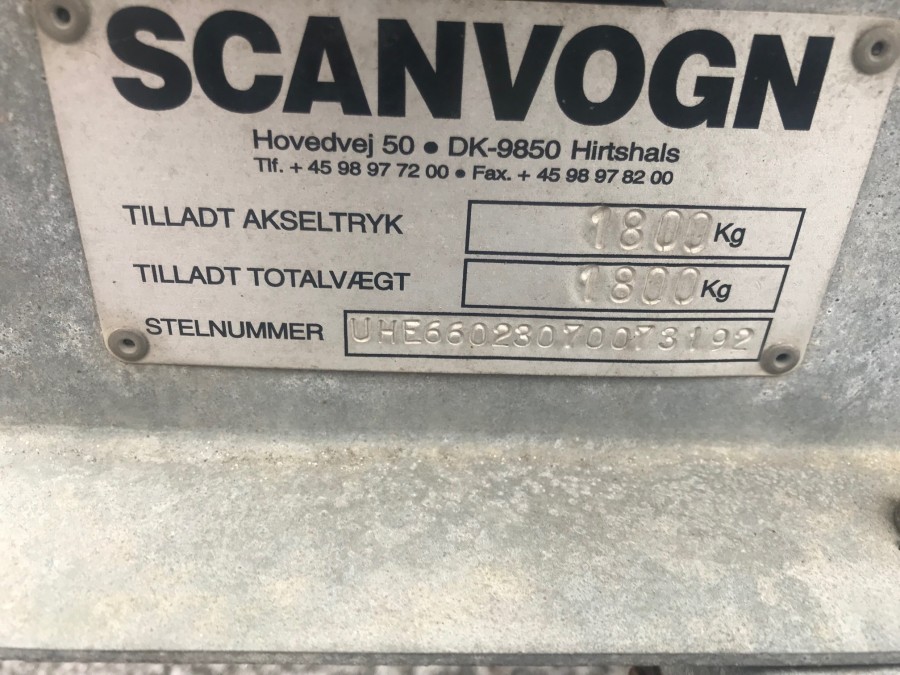 SCANVOGN
Hovedvej 50 • DK-9850 Hirtshals
Tlf. + 45 98 97 72 00 • Fax. + 45 98 97 82 00
TILLADT AKSELTRYK 1800 Kg
TILLADT TOTALVÆGT 1800 Kg
STELNUMMER UHE66023070073192